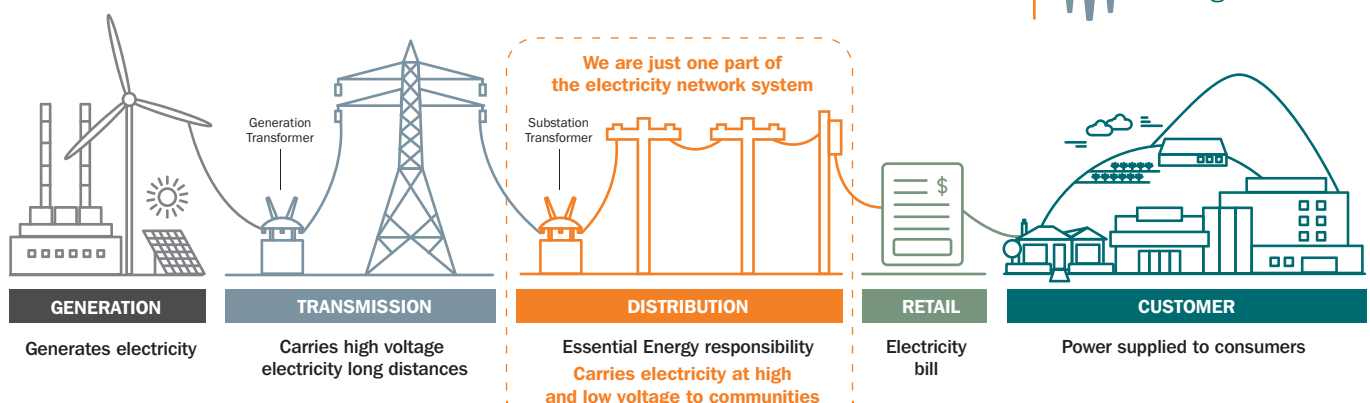 We are just one part of
the electricity network system
Generation
Transformer
Substation
Transformer
$
GENERATION
TRANSMISSION
DISTRIBUTION
RETAIL
CUSTOMER
Generates electricity
Carries high voltage
electricity long distances
Essential Energy responsibility
Carries electricity at high
and low voltage to communities
Electricity
bill
Power supplied to consumers